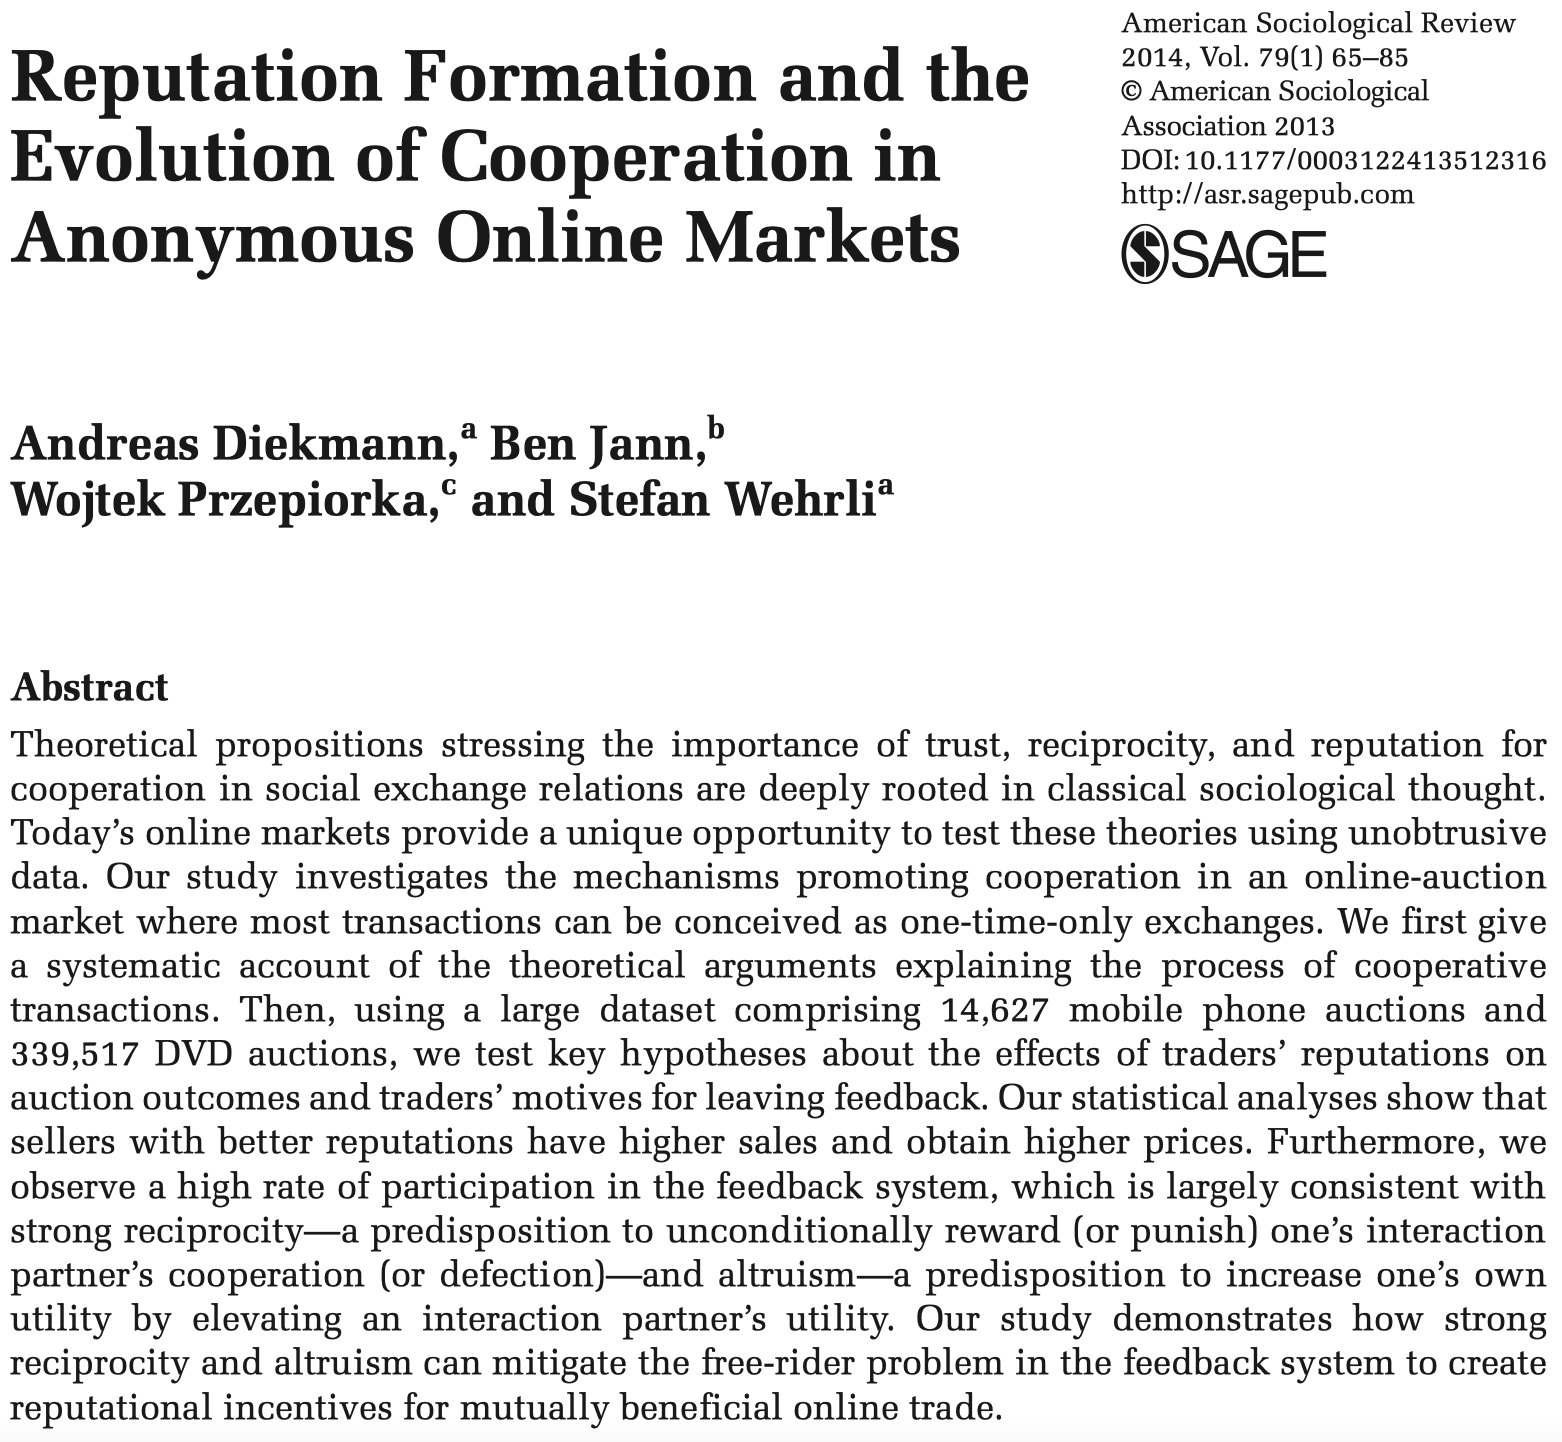 Reputation Formation and the
Evolution of Cooperation in
Anonymous Online Markets
American Sociological Review
2014, Vol. 79(1) 65–85
© American Sociological
Association 2013
DOI: 10.1177/0003122413512316
http://asr.sagepub.com
SAGE
Andreas Diekmann,a Ben Jann,b
Wojtek Przepiorka,c and Stefan Wehrlia
Abstract
Theoretical propositions stressing the importance of trust, reciprocity, and reputation for
cooperation in social exchange relations are deeply rooted in classical sociological thought.
Today’s online markets provide a unique opportunity to test these theories using unobtrusive
data. Our study investigates the mechanisms promoting cooperation in an online-auction
market where most transactions can be conceived as one-time-only exchanges. We first give
a systematic account of the theoretical arguments explaining the process of cooperative
transactions. Then, using a large dataset comprising 14,627 mobile phone auctions and
339,517 DVD auctions, we test key hypotheses about the effects of traders’ reputations on
auction outcomes and traders’ motives for leaving feedback. Our statistical analyses show that
sellers with better reputations have higher sales and obtain higher prices. Furthermore, we
observe a high rate of participation in the feedback system, which is largely consistent with
strong reciprocity—a predisposition to unconditionally reward (or punish) one’s interaction
partner’s cooperation (or defection)—and altruism—a predisposition to increase one’s own
utility by elevating an interaction partner’s utility. Our study demonstrates how strong
reciprocity and altruism can mitigate the free-rider problem in the feedback system to create
reputational incentives for mutually beneficial online trade.